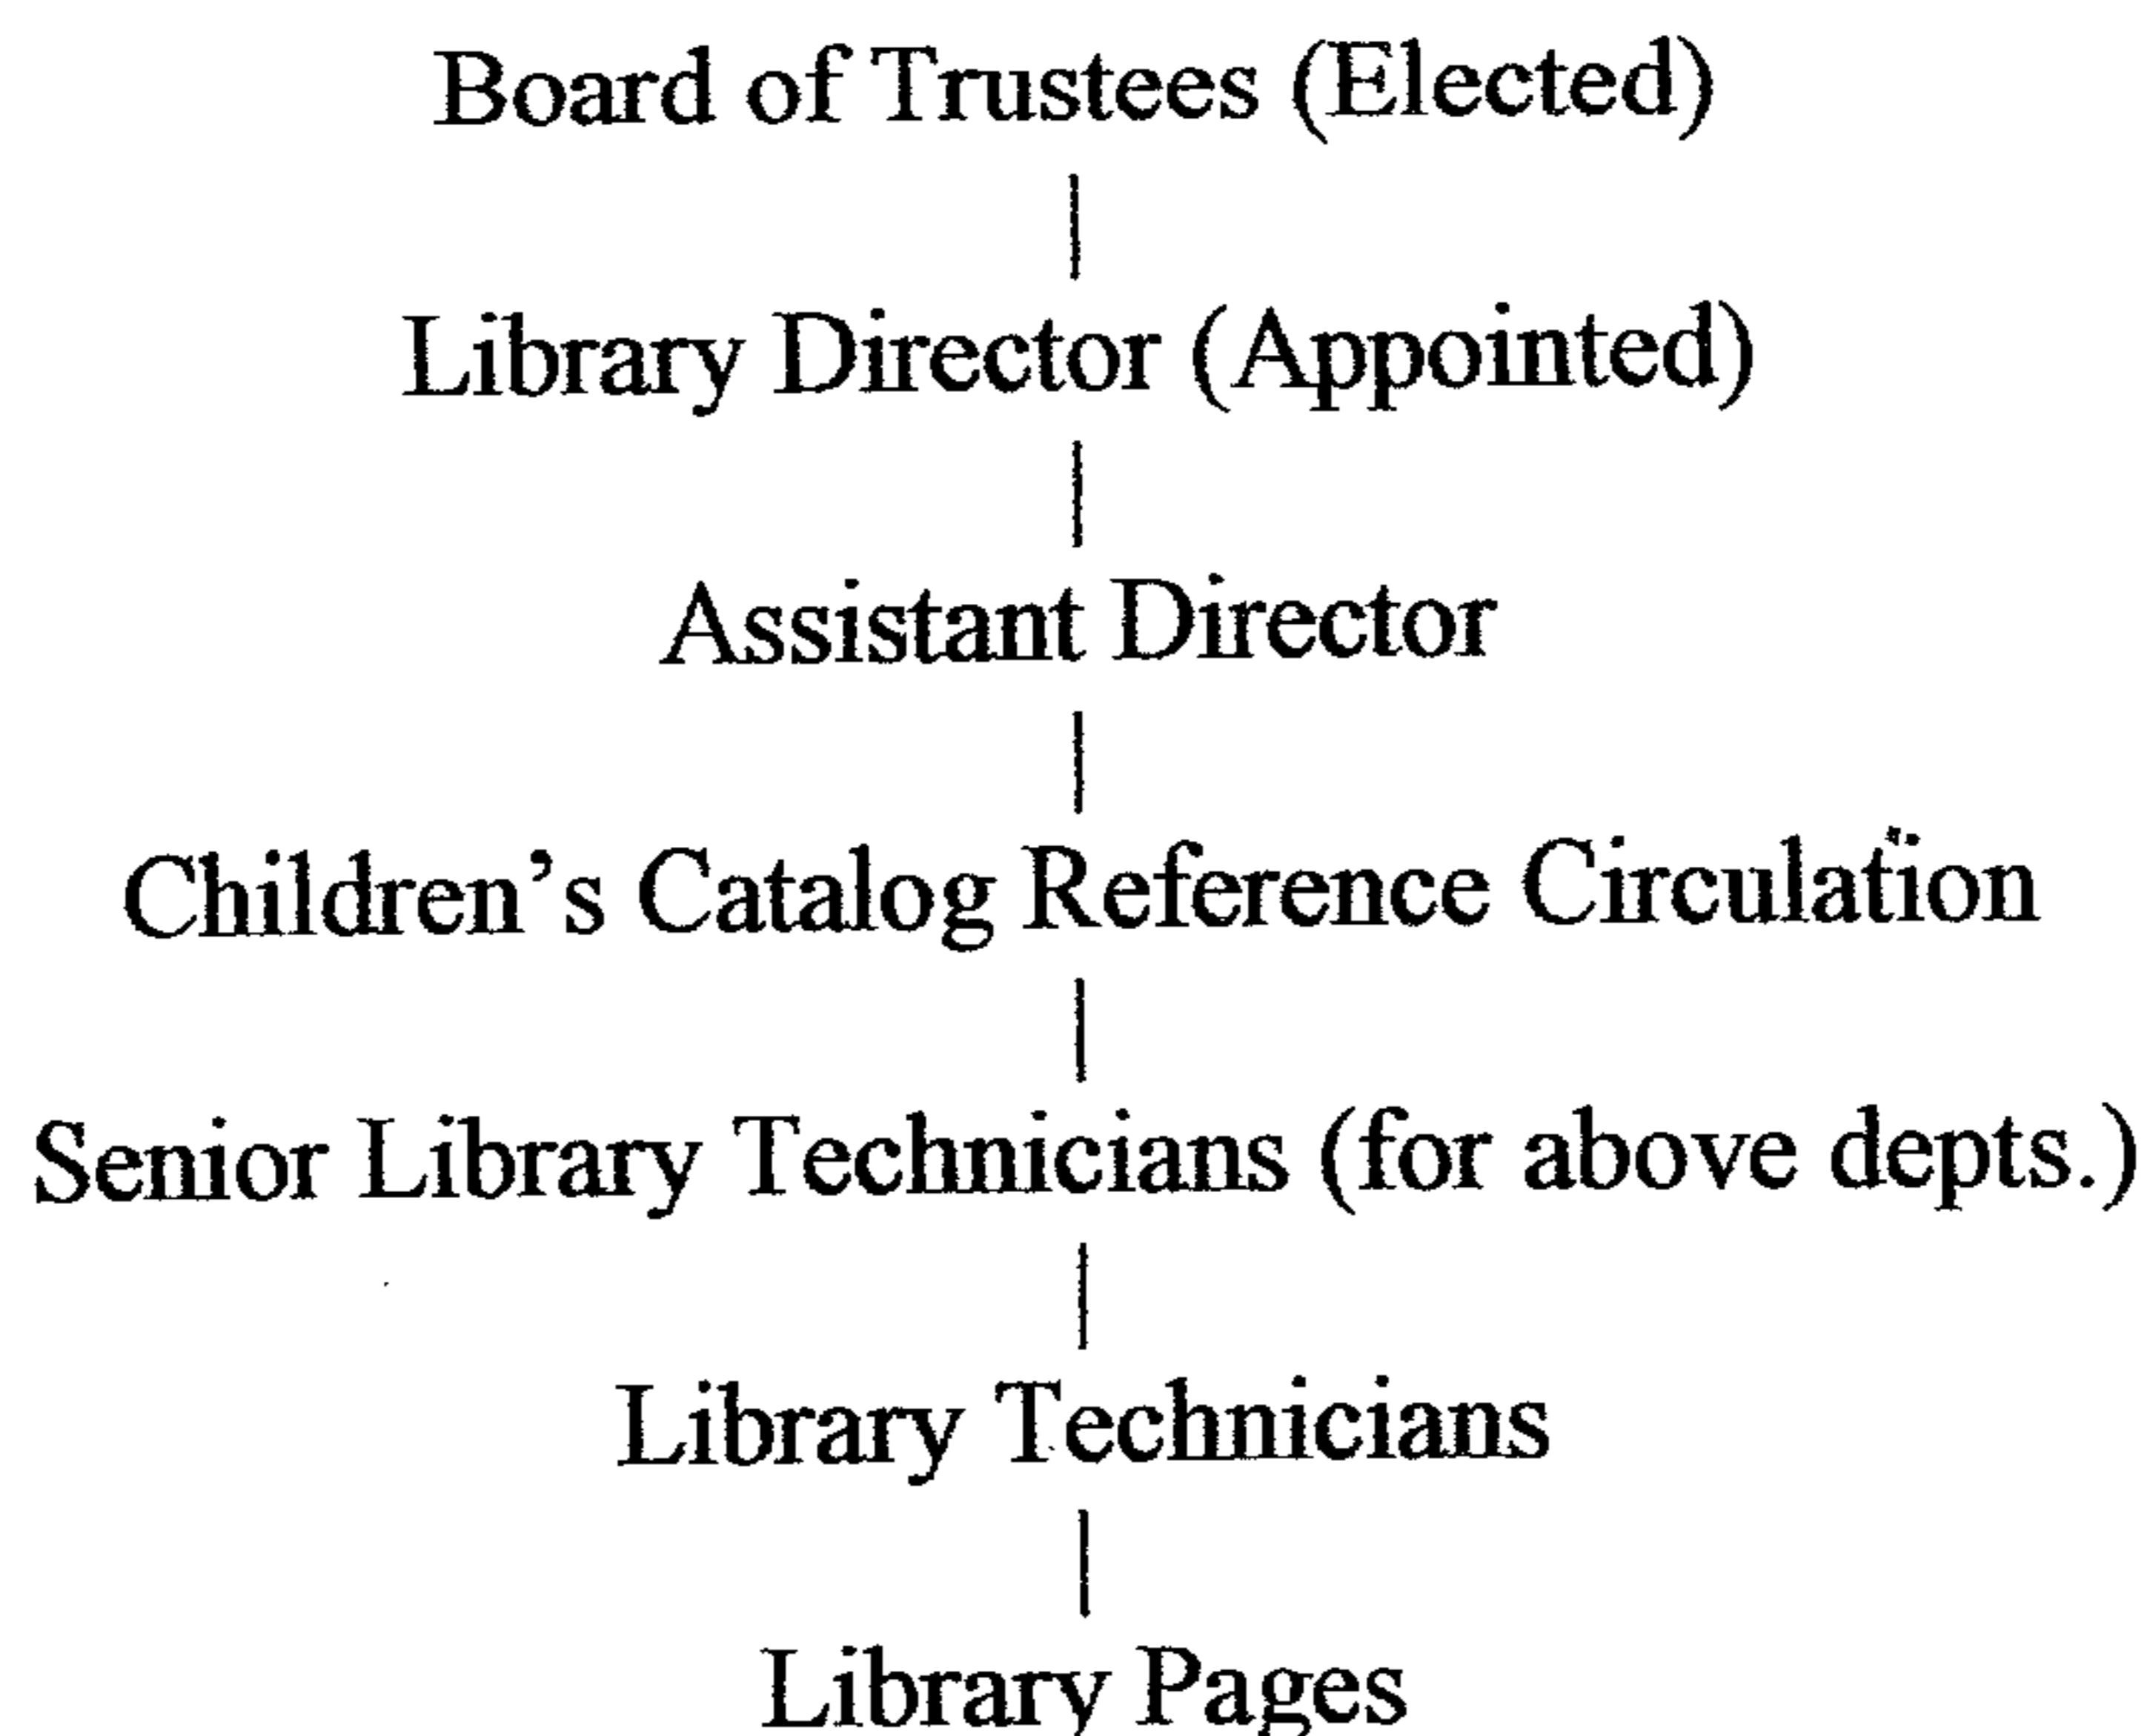 Board of Trustees (Elected)
Library Director (Appointed)
Assistant Director
Children's Catalog Reference Circulation
Senior Library Technicians (for above depts.)
Library Technicians
Library Pages